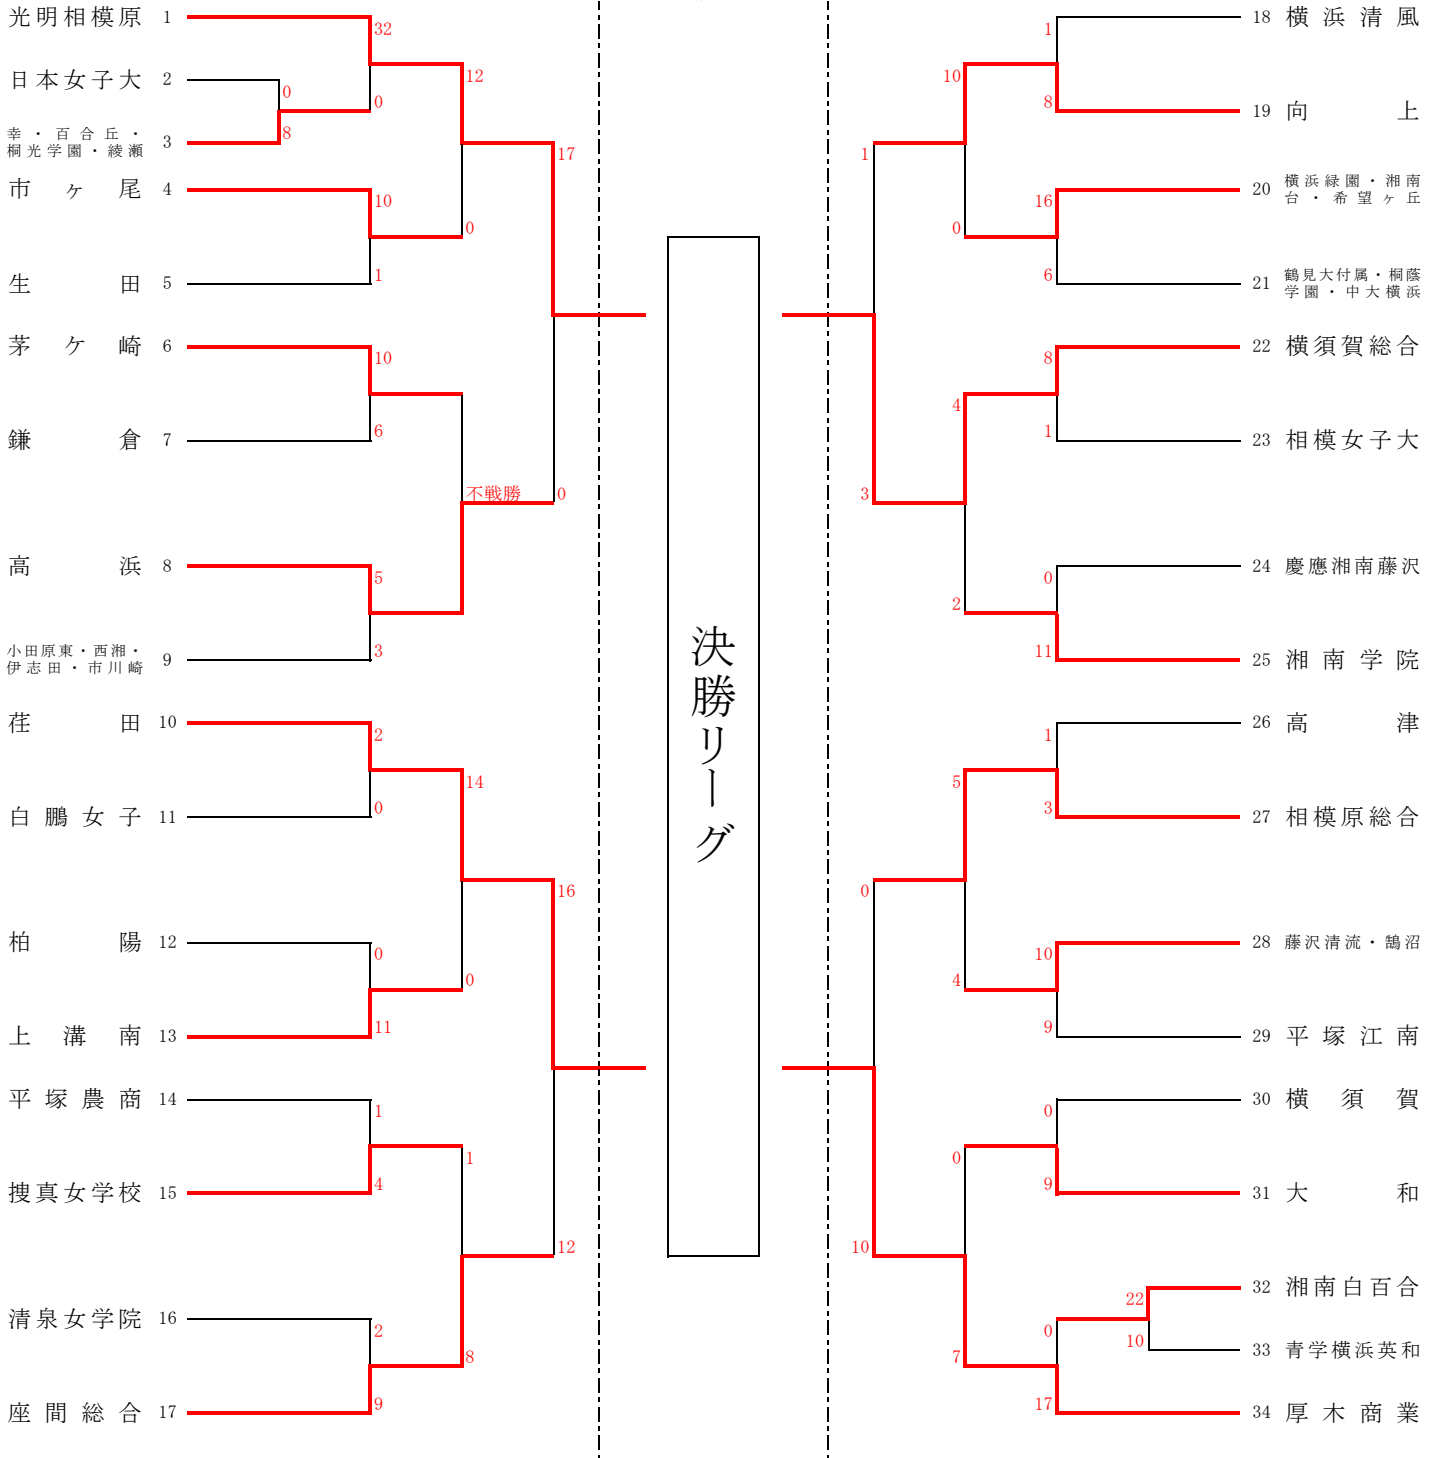 光明相模原 1
32
日本女子大 2
0
12
0
8
幸・百合丘・
桐光学園・綾瀬
3
17
市ヶ尾 4
10
0
1
生田 5
茅ケ崎 6
10
6
鎌倉 7
不戦勝
0
高浜 8
5
3
小田原東・西湘・
伊志田・市川崎
9
荏田 10
2
14
0
白鵬女子 11
16
柏陽 12
0
0
11
上溝南 13
平塚農商 14
1
1
4
捜真女学校 15
12
清泉女学院 16
2
8
9
座間総合 17
決勝リーグ
18 横浜清風
1
10
8
19 向上
1
20
横浜緑園・湘南
台・希望ヶ丘
16
0
6
21
鶴見大付属・桐蔭
学園・中大横浜
22 横須賀総合
8
4
1
23 相模女子大
3
24 慶應湘南藤沢
0
2
11
25 湘南学院
26 高津
1
5
3
27 相模原総合
0
28 藤沢清流・鵠沼
10
4
9
29 平塚江南
30 横須賀
0
0
9
31 大和
10
32 湘南白百合
22
0
10
33 青学横浜英和
7
17
34 厚木商業